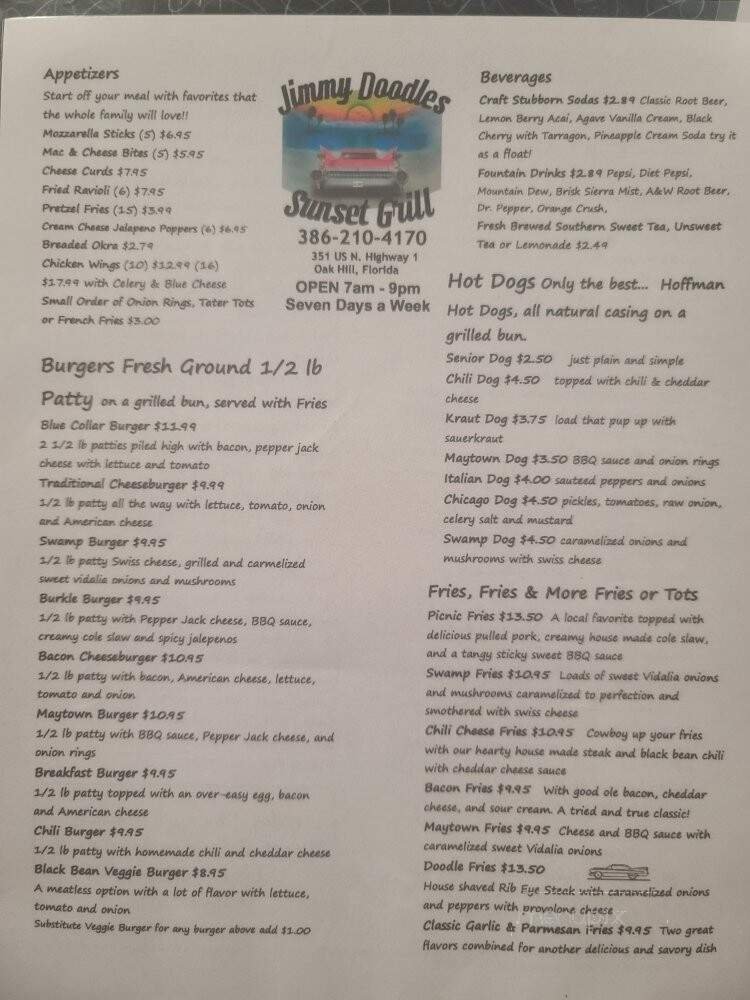 Appetizers
Start off your meal with favorites that
the whole family will love!!
Mozzarella Sticks (5) $6.95
Mac & Cheese Bites (5) $5.95
Cheese Curds $7.95
Fried Ravioli (6) $7.95
Pretzel Fries (15) $3.99
Cream Cheese Jalapeno Poppers (6) $6.95
Breaded Okra $2.79
Chicken Wings (10) $12.99 (16)
$17.99 with Celery & Blue Cheese
Small Order of Onion Rings, Tater Tots
or French Fries $3.00
Jimmy Doodles
Sunset Grill
386-210-4170
351 US N. Highway 1
Oak Hill, Florida
OPEN 7am - 9pm
Seven Days a Week
Beverages
Craft Stubborn Sodas $2.89 Classic Root Beer,
Lemon Berry Acai, Agave Vanilla Cream, Black
Cherry with Tarragon, Pineapple Cream Soda try it
as a float!
Fountain Drinks $2.89 Pepsi, Diet Pepsi,
Mountain Dew, Brisk Sierra Mist, A&W Root Beer,
Dr. Pepper, Orange Crush,
Fresh Brewed Southern Sweet Tea, Unsweet
Tea or Lemonade $2.49
Burgers Fresh Ground 1/2 lb
Patty on a grilled bun, served with Fries
Blue Collar Burger $11.99
2 1/2 lb patties piled high with bacon, pepper jack
cheese with lettuce and tomato
Traditional Cheeseburger $9.99
1/2 lb patty all the way with lettuce, tomato, onion
and American cheese
Swamp Burger $9.95
1/2 lb patty Swiss cheese, grilled and carmelized
sweet vidalia onions and mushrooms
Burkle Burger $9.95
1/2 lb patty with Pepper Jack cheese, BBQ sauce,
creamy cole slaw and spicy jalepenos
Bacon Cheeseburger $10.95
1/2 lb patty with bacon, American cheese, lettuce,
tomato and onion
Maytown Burger $10.95
1/2 lb patty with BBQ sauce, Pepper Jack cheese, and
onion rings
Breakfast Burger $9.95
1/2 lb patty topped with an over-easy egg, bacon
and American cheese
Chili Burger $9.95
1/2 lb patty with homemade chili and cheddar cheese
Black Bean Veggie Burger $8.95
A meatless option with a lot of flavor with lettuce,
tomato and onion
Substitute Veggie Burger for any burger above add $1.00
Hot Dogs Only the best... Hoffman
Hot Dogs, all natural casing on a
grilled bun.
Senior Dog $2.50 just plain and simple
Chili Dog $4.50 topped with chili & cheddar
cheese
Kraut Dog $3.75 load that pup up with
sauerkraut
Maytown Dog $3.50 BBQ sauce and onion rings
Italian Dog $4.00 sauteed peppers and onions
Chicago Dog $4.50 pickles, tomatoes, raw onion,
celery salt and mustard
Swamp Dog $4.50 caramelized onions and
mushrooms with swiss cheese
Fries, Fries & More Fries or Tots
Picnic Fries $13.50 A local favorite topped with
delicious pulled pork, creamy house made cole slaw,
and a tangy sticky sweet BBQ sauce
Swamp Fries $10.95 Loads of sweet Vidalia onions
and mushrooms caramelized to perfection and
smothered with swiss cheese
Chili Cheese Fries $10.95 Cowboy up your fries
with our hearty house made steak and black bean chili
with cheddar cheese sauce
Bacon Fries $9.95 With good ole bacon, cheddar
cheese, and sour cream. A tried and true classic!
Maytown Fries $9.95 Cheese and BBQ sauce with
caramelized sweet Vidalia onions
Doodle Fries $13.50
House shaved Rib Eye Steak with caramelized onions
and peppers with provolone cheese
Classic Garlic & Parmesan Fries $9.95 Two great
flavors combined for another delicious and savory dish